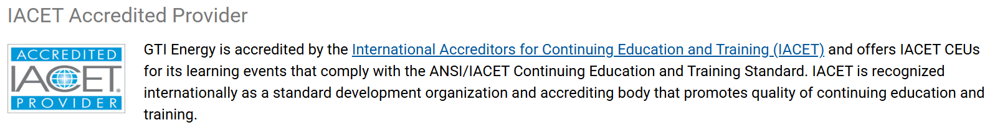 IACET Accredited Provider
ACCREDITED
IACET®
PROVIDER
GTI Energy is accredited by the International Accreditors for Continuing Education and Training (IACET) and offers IACET CEUs
for its learning events that comply with the ANSI/IACET Continuing Education and Training Standard. IACET is recognized
internationally as a standard development organization and accrediting body that promotes quality of continuing education and
training.